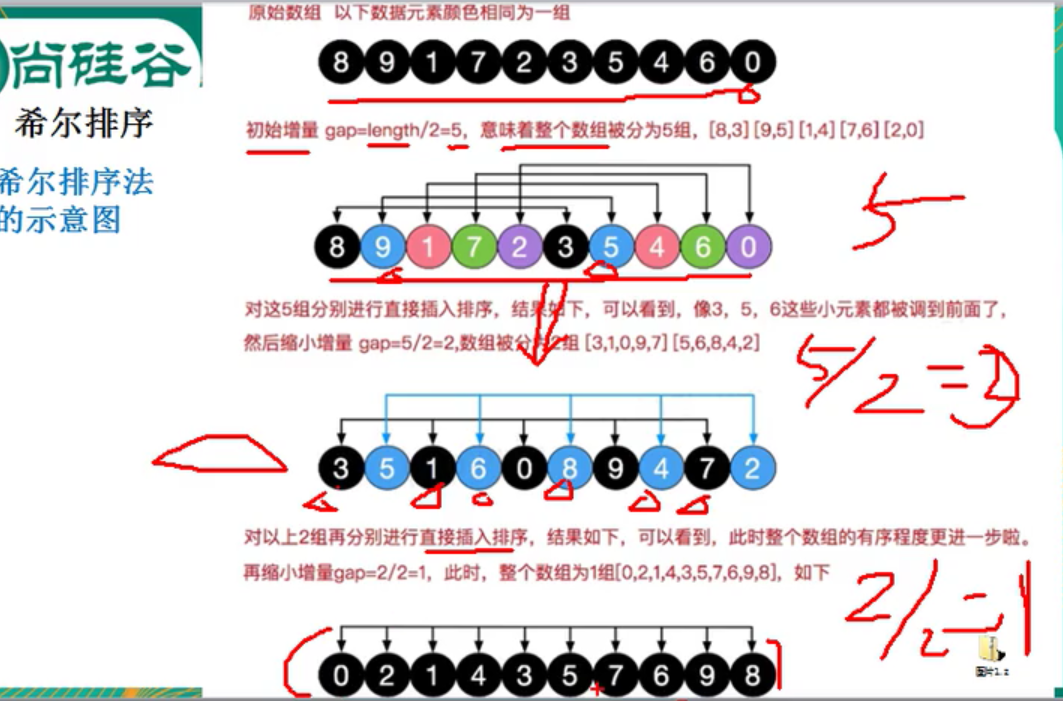 尚硅谷
希尔排序
希尔排序法
的示意图
原始数组 以下数据元素颜色相同为一组
8 9 1 7 2 3 5 4 6 0
初始增量 gap=length/2=5，意味着整个数组被分为5组，[8,3] [9,5] [1,4] [7,6] [2,0]
8 9 1 7 2 3 5 4 6 0
5
对这5组分别进行直接插入排序，结果如下，可以看到，像3，5，6这些小元素都被调到前面了，
然后缩小增量 gap=5/2=2,数组被分为2组 [3,1,0,9,7] [5,6,8,4,2]
5/2=2
3 5 1 6 0 8 9 4 7 2
对以上2组再分别进行直接插入排序，结果如下，可以看到，此时整个数组的有序程度更进一步啦。
再缩小增量gap=2/2=1，此时，整个数组为1组[0,2,1,4,3,5,7,6,9,8]，如下
2/2=1
0 2 1 4 3 5 7 6 9 8
图片1.z